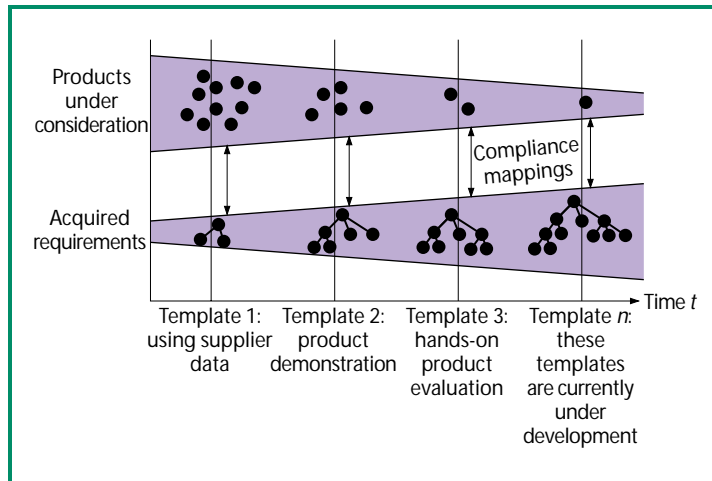 Products
under
consideration
Compliance
mappings
Acquired
requirements
Time t
Template 1:
using supplier
data
Template 2:
product
demonstration
Template 3:
hands-on
product
evaluation
Template n:
these
templates
are currently
under
development